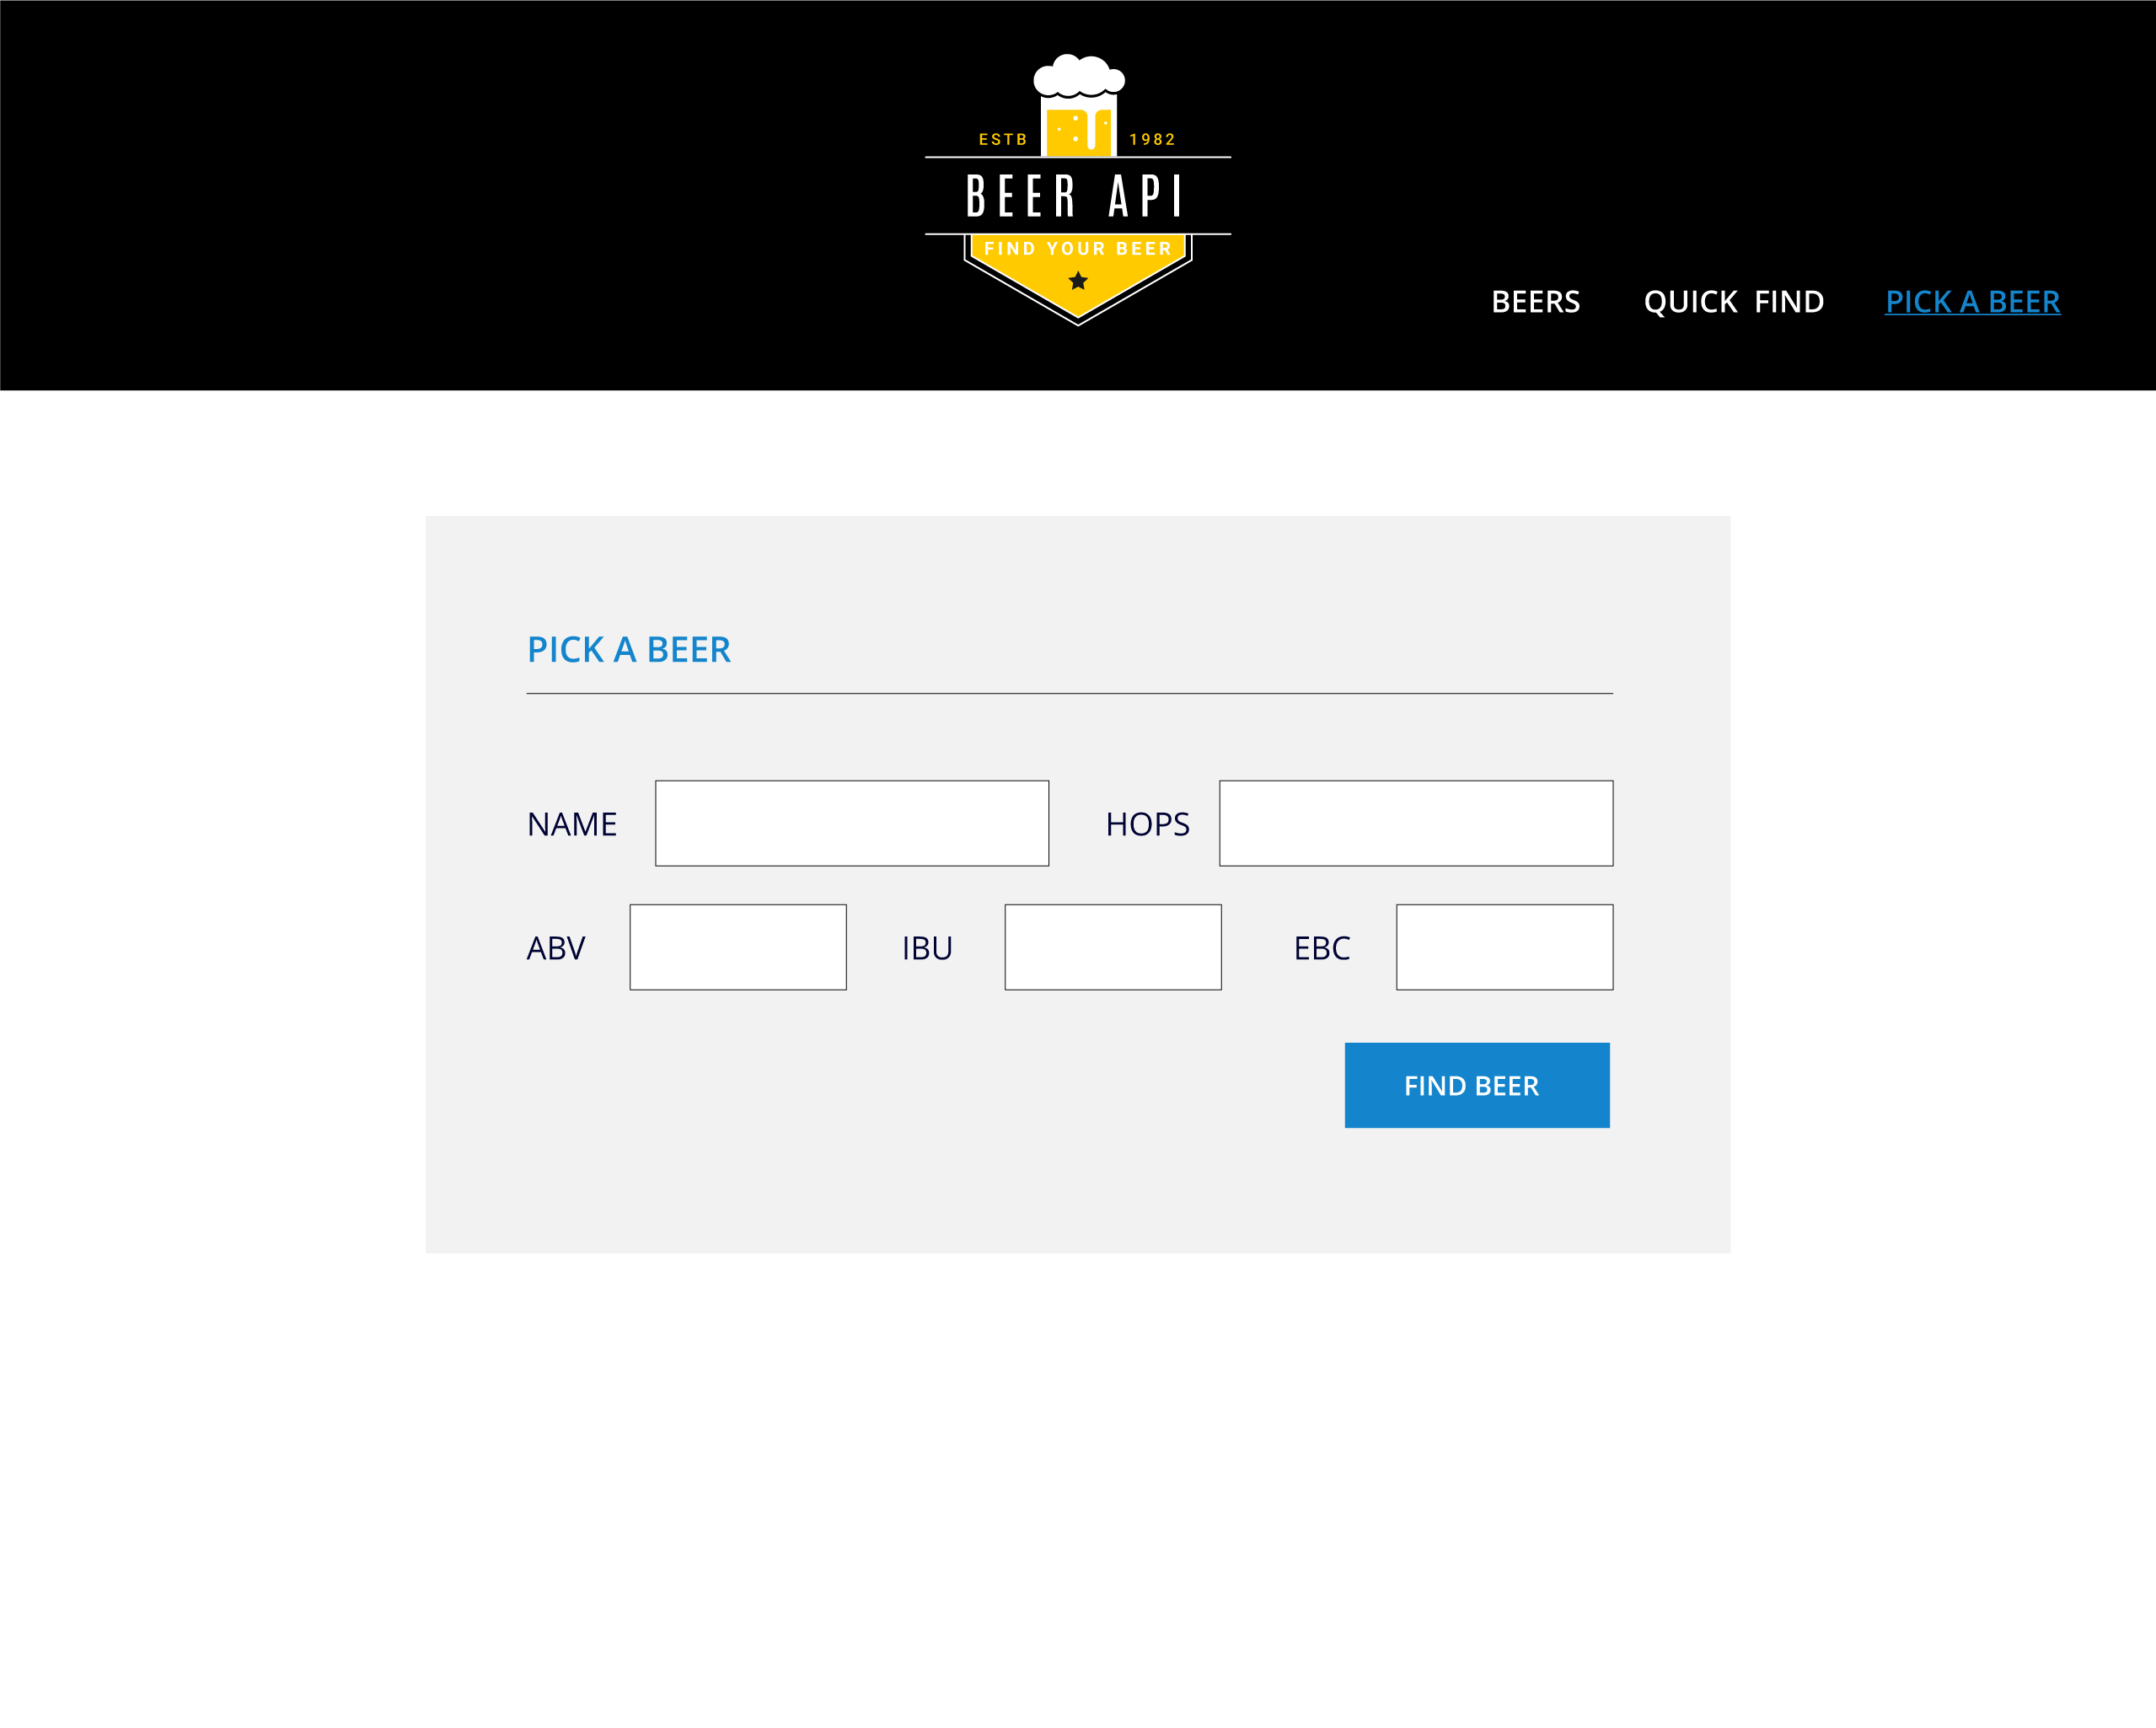 ESTB 1982
BEER API
FIND YOUR BEER
BEERS QUICK FIND PICK A BEER
PICK A BEER
NAME HOPS
ABV IBU EBC
FIND BEER